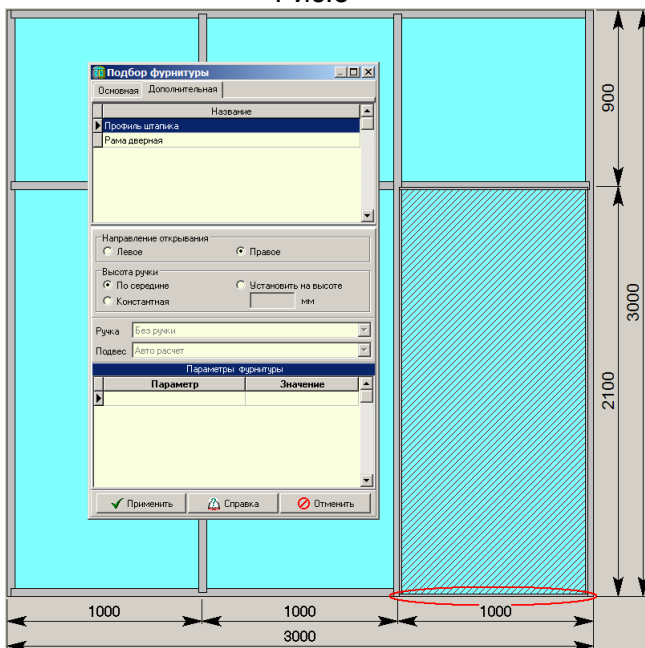 Подбор фурнитуры
Основная Дополнительная
Название
Профиль штапика
Рама дверная
Направление открывания
Левое Правое
Высота ручки
По середине Установить на высоте
Константная мм
Ручка Без ручки
Подвес Авто расчет
Параметры фурнитуры
Параметр Значение
Применить Справка Отменить
900
3000
2100
1000 1000 1000
3000